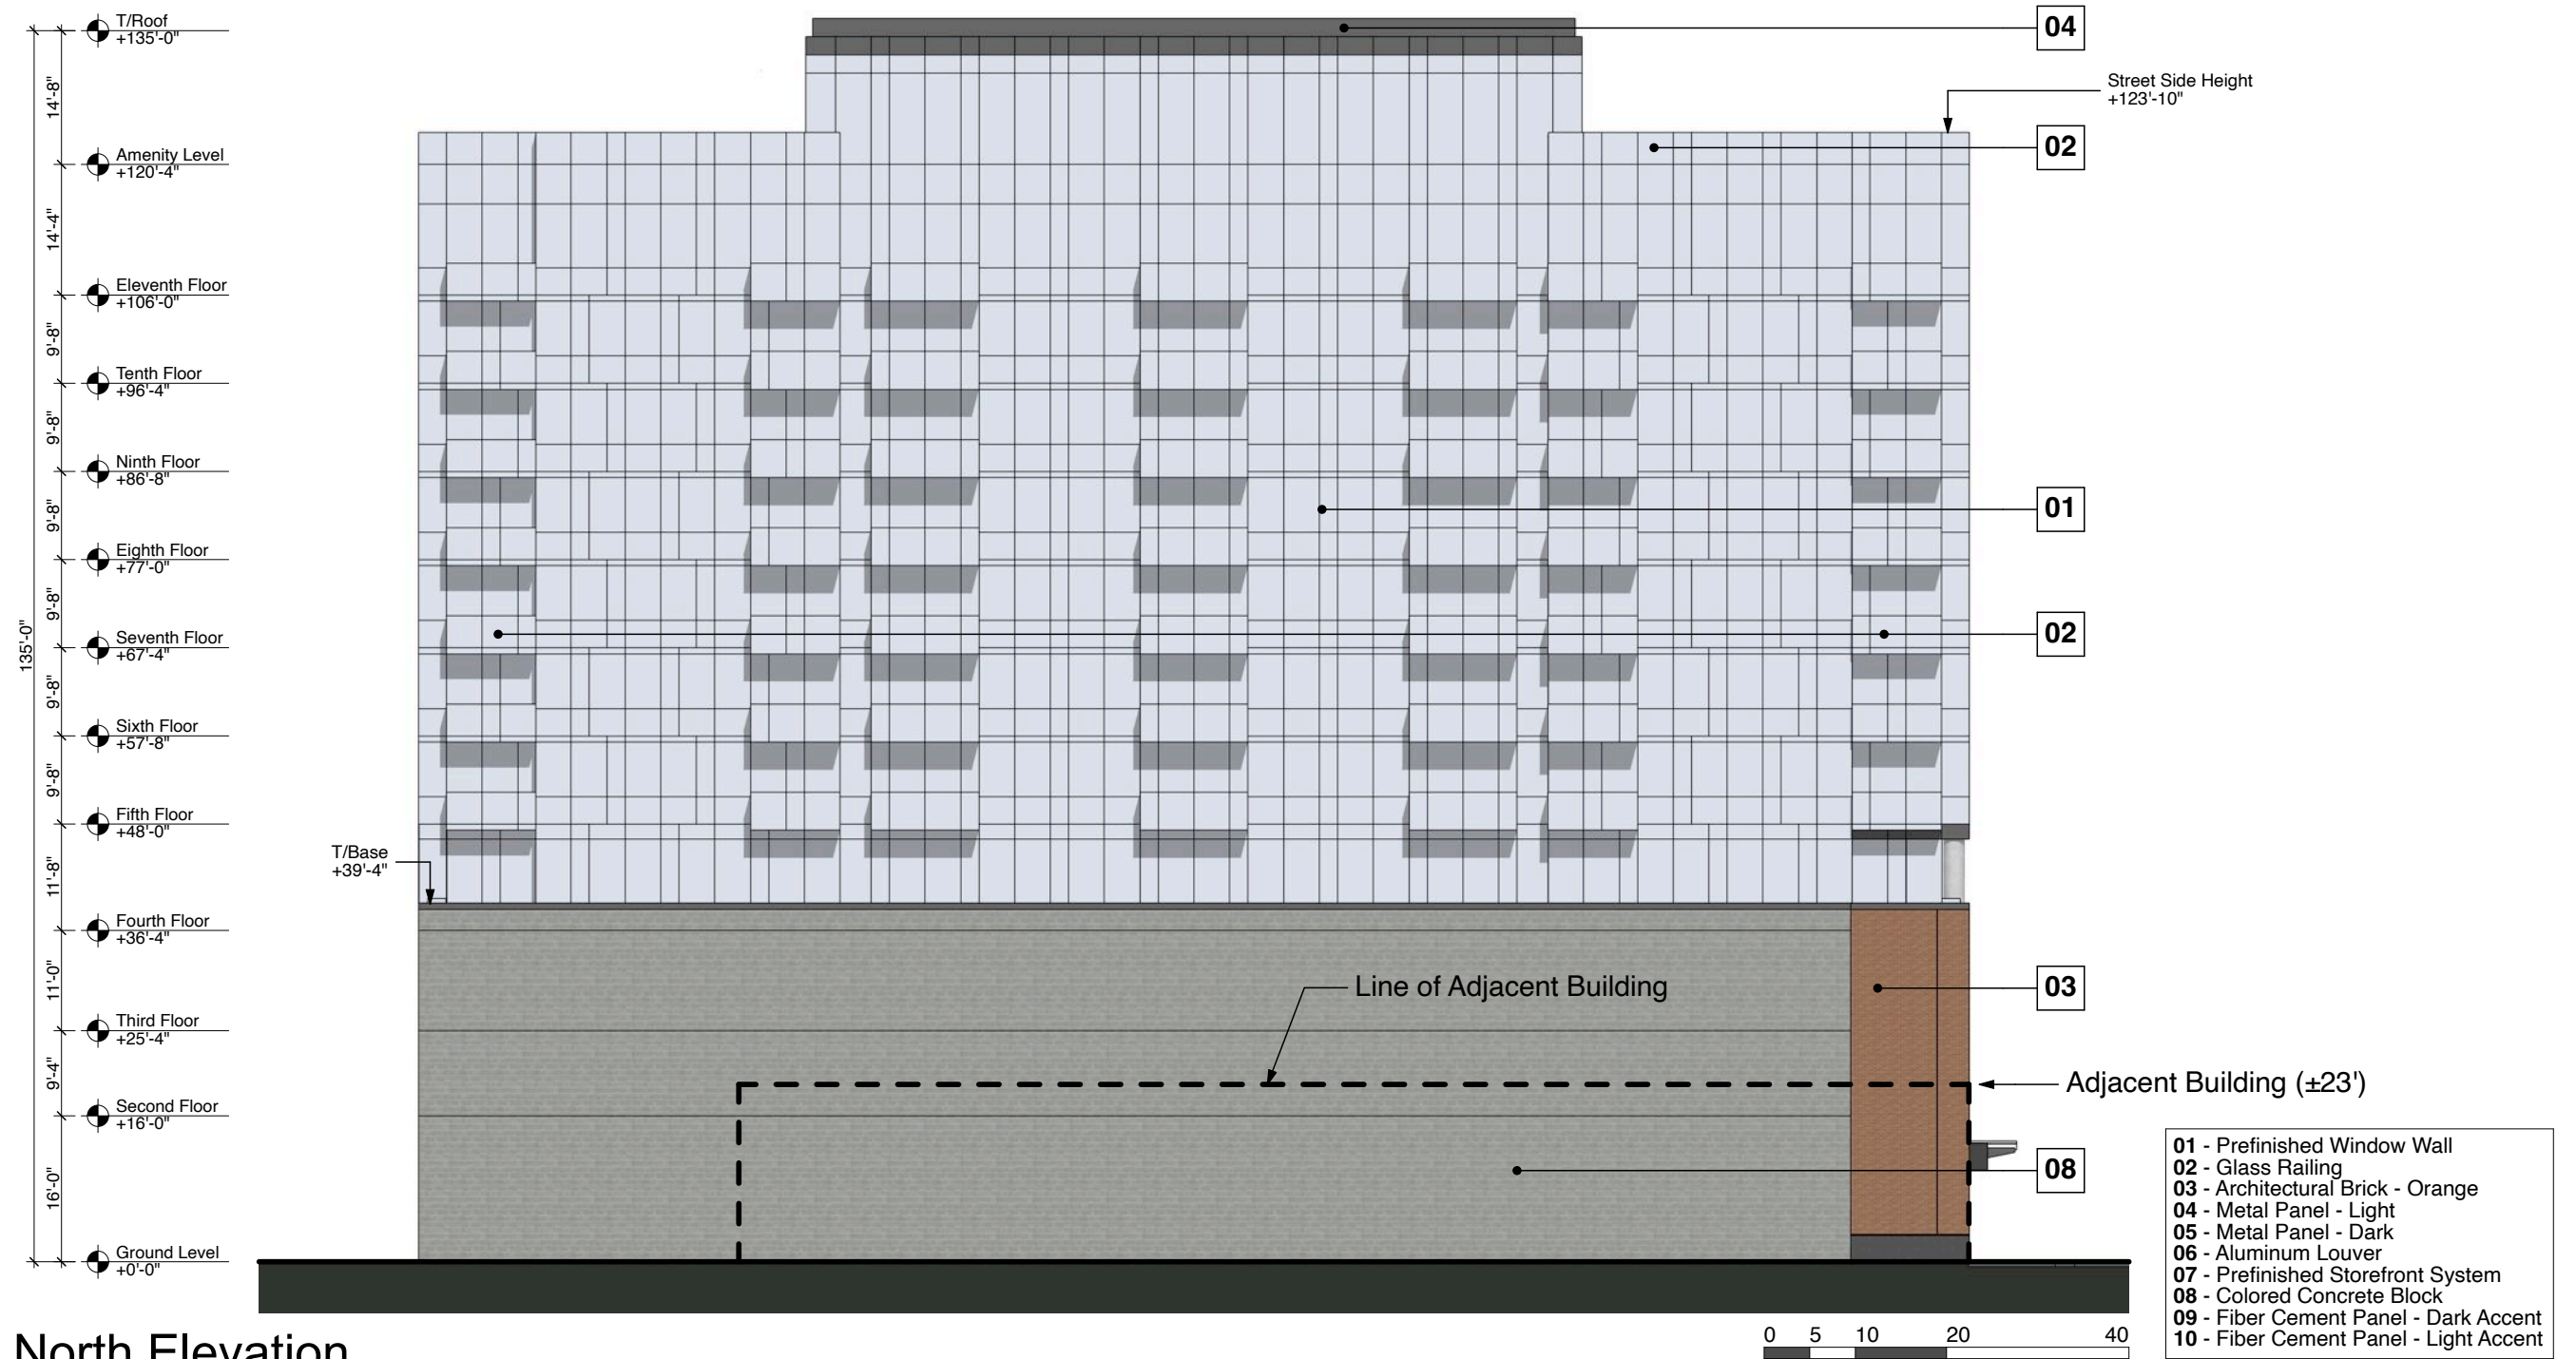 T/Roof
+135'-0"
14'-8"
Amenity Level
+120'-4"
14'-4"
Eleventh Floor
+106'-0"
9'-8"
Tenth Floor
+96'-4"
9'-8"
Ninth Floor
+86'-8"
9'-8"
Eighth Floor
+77'-0"
9'-8"
135'-0"
Seventh Floor
+67'-4"
9'-8"
Sixth Floor
+57'-8"
9'-8"
Fifth Floor
+48'-0"
11'-8"
T/Base
+39'-4"
Fourth Floor
+36'-4"
11'-0"
Third Floor
+25'-4"
9'-4"
Second Floor
+16'-0"
16'-0"
Ground Level
+0'-0"
04
Street Side Height
+123'-10"
02
01
02
03
Line of Adjacent Building
Adjacent Building (±23')
08
01 - Prefinished Window Wall
02 - Glass Railing
03 - Architectural Brick - Orange
04 - Metal Panel - Light
05 - Metal Panel - Dark
06 - Aluminum Louver
07 - Prefinished Storefront System
08 - Colored Concrete Block
09 - Fiber Cement Panel - Dark Accent
10 - Fiber Cement Panel - Light Accent
0 5 10 20 40
North Elevation